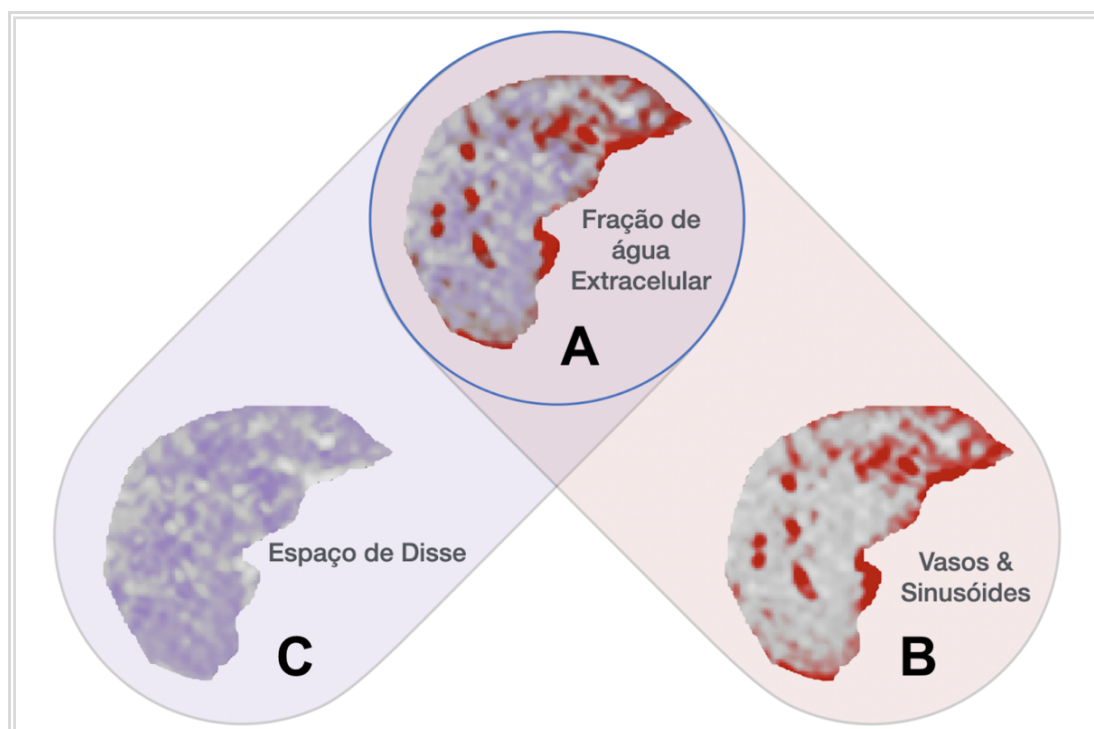 Fração de
água
Extracelular
A
Espaço de Disse
C
Vasos &
Sinusóides
B